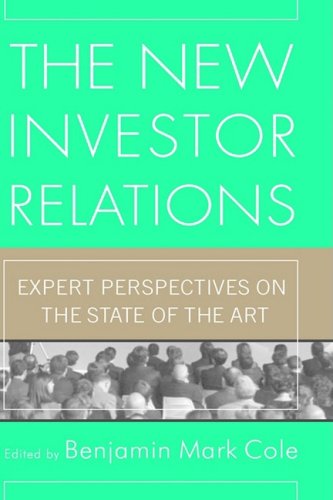 THE NEW
INVESTOR
RELATIONS
EXPERT PERSPECTIVES ON
THE STATE OF THE ART
Edited by Benjamin Mark Cole